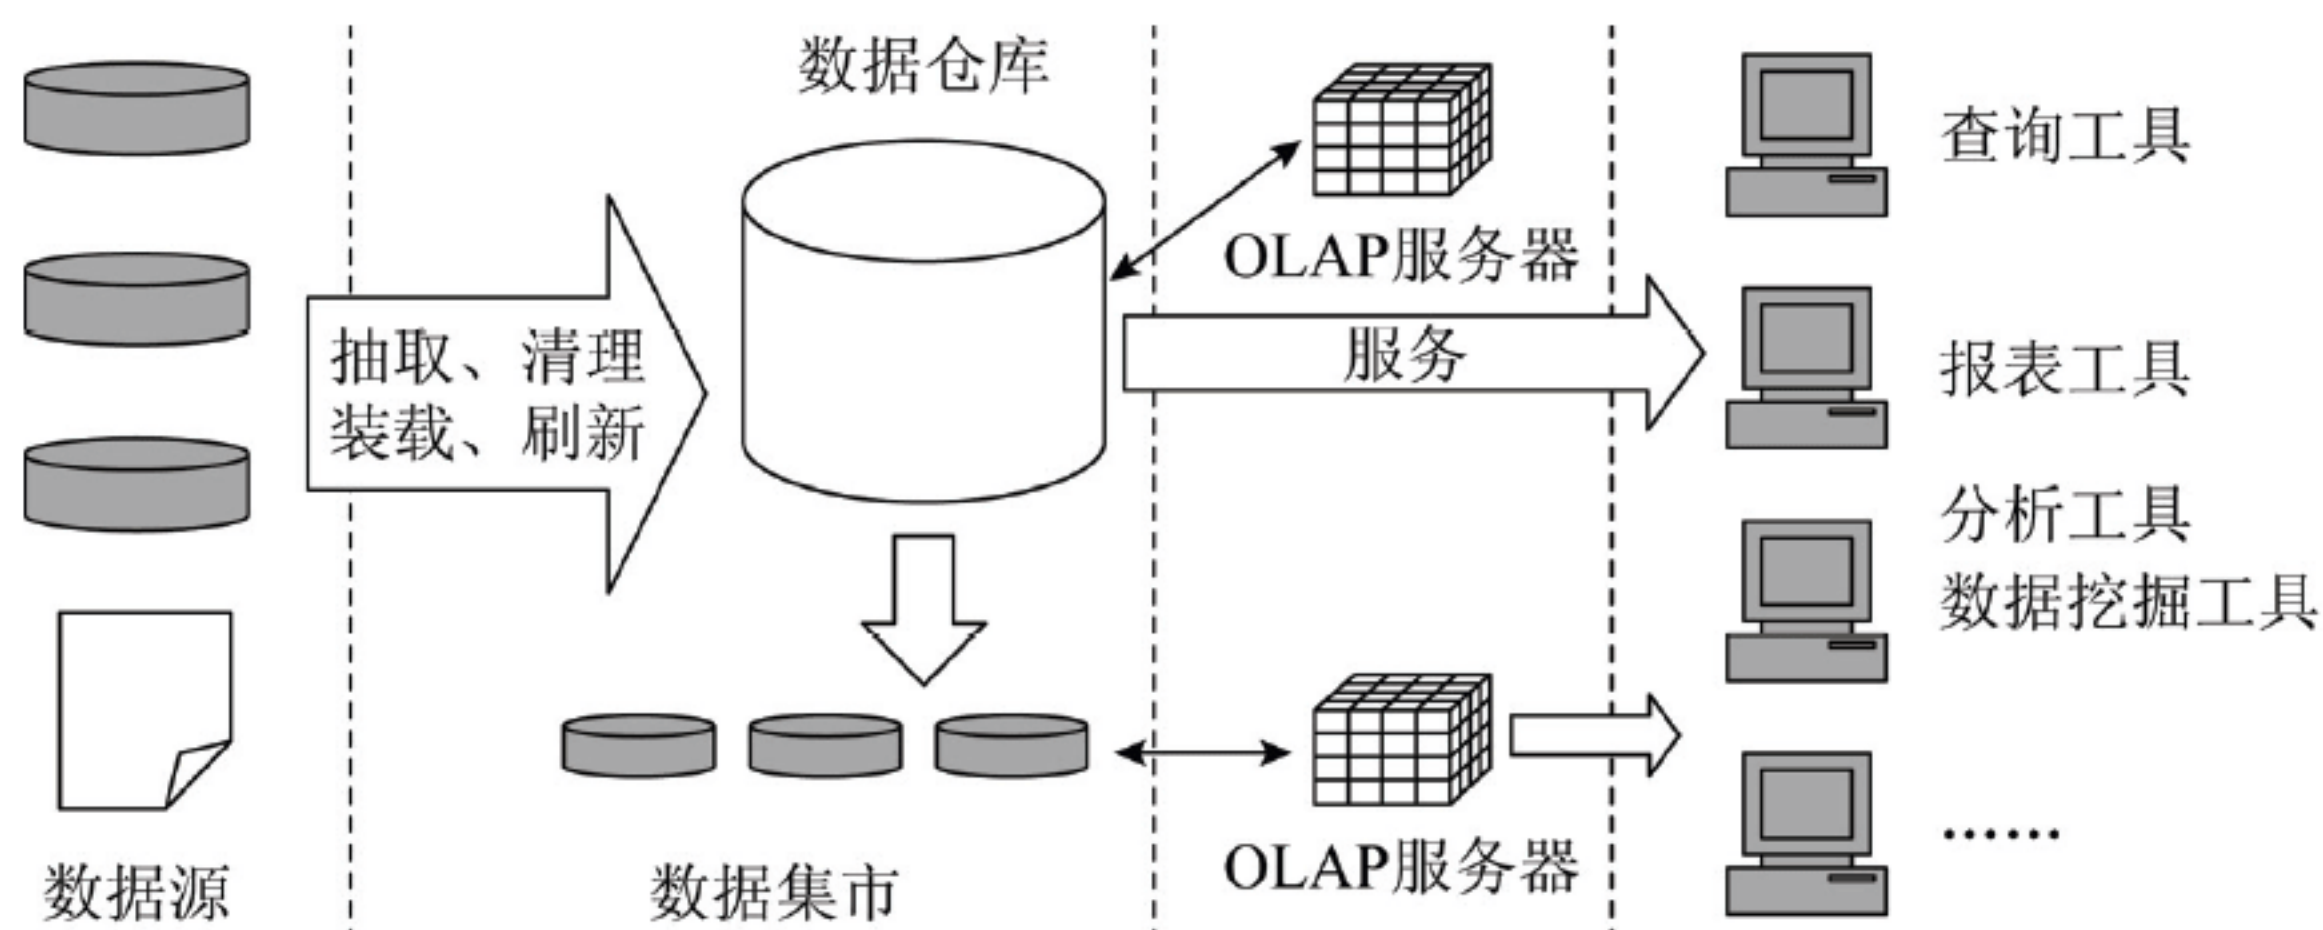 数据仓库
查询工具
OLAP服务器
服务
抽取、清理
装载、刷新
报表工具
分析工具
数据挖掘工具
……
数据源
数据集市
OLAP服务器